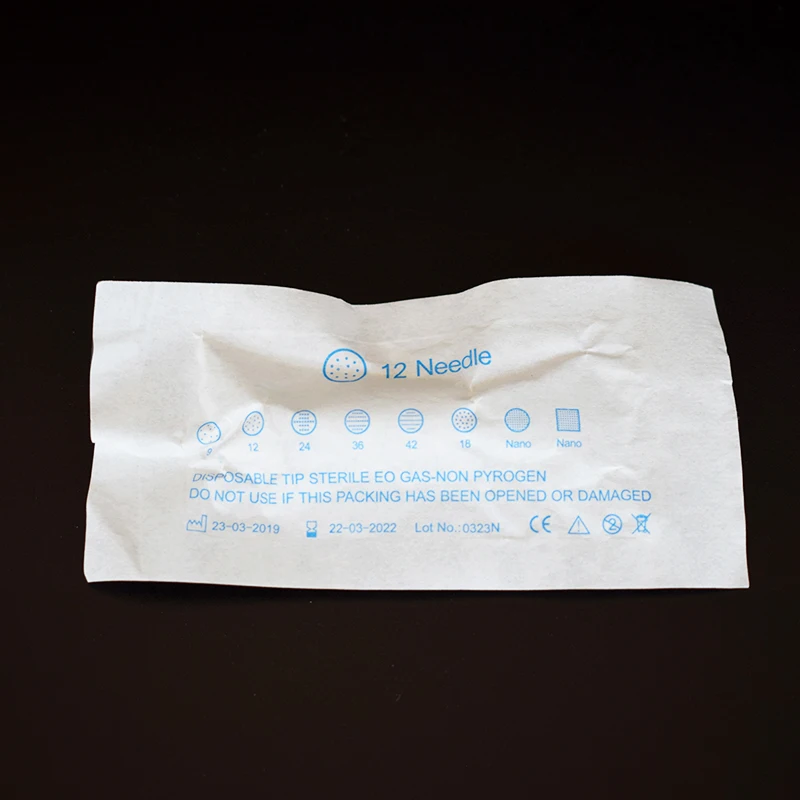 12 Needle
9 12 24 36 42 18 Nano Nano
DISPOSABLE TIP STERILE EO GAS-NON PYROGEN
DO NOT USE IF THIS PACKING HAS BEEN OPENED OR DAMAGED
23-03-2019 22-03-2022 Lot No.:0323N CE